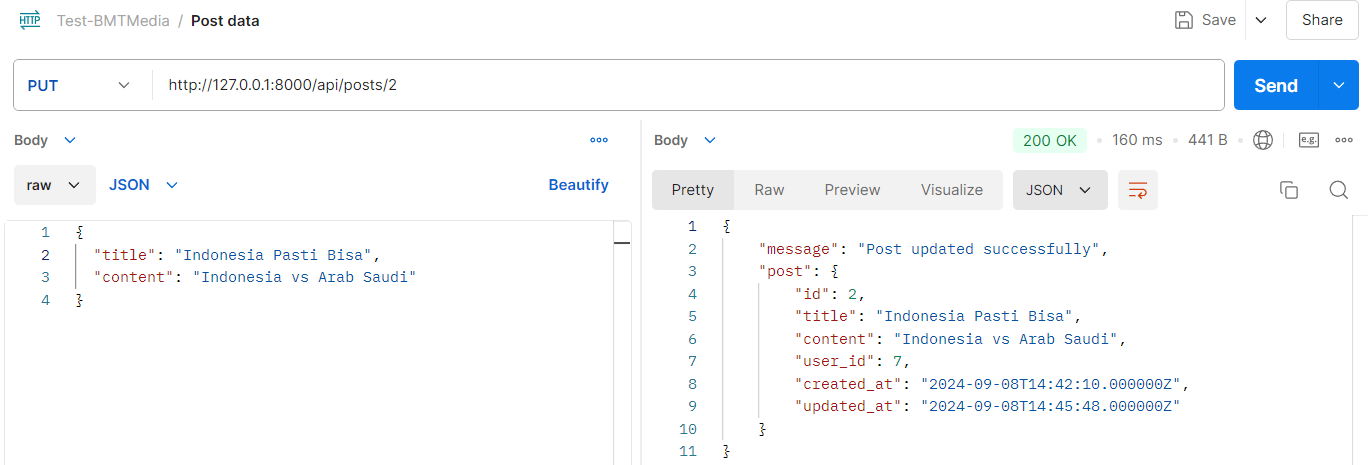 HTTP Test-BMTMedia / Post data Save Share
PUT http://127.0.0.1:8000/api/posts/2 Send
Body
raw JSON Beautify
1 {
2 "title": "Indonesia Pasti Bisa",
3 "content": "Indonesia vs Arab Saudi"
4 }
Body 200 OK • 160 ms • 441 B • e.g.
Pretty Raw Preview Visualize JSON
1 {
2 "message": "Post updated successfully",
3 "post": {
4 "id": 2,
5 "title": "Indonesia Pasti Bisa",
6 "content": "Indonesia vs Arab Saudi",
7 "user_id": 7,
8 "created_at": "2024-09-08T14:42:10.000000Z",
9 "updated_at": "2024-09-08T14:45:48.000000Z"
10 }
11 }